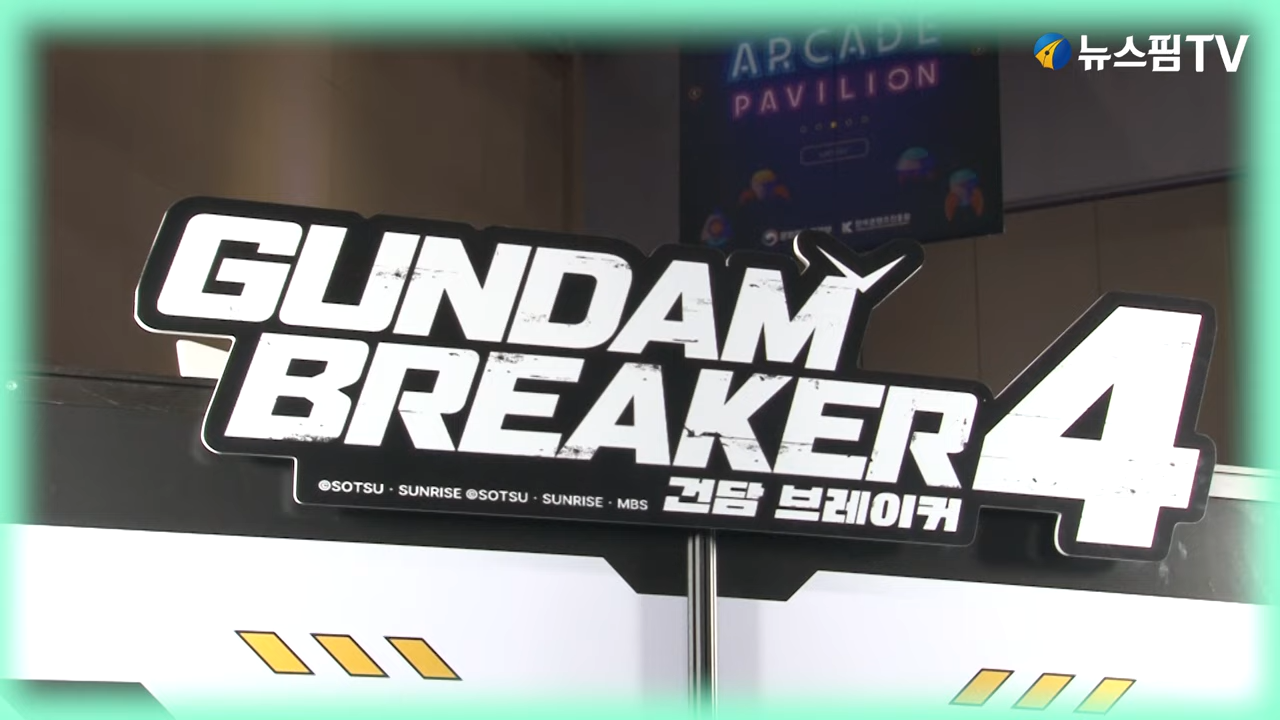 뉴스핌TV
ARCADE
PAVILION
GUNDAM
BREAKER 4
©SOTSU · SUNRISE ©SOTSU · SUNRISE · MBS
건담 브레이커